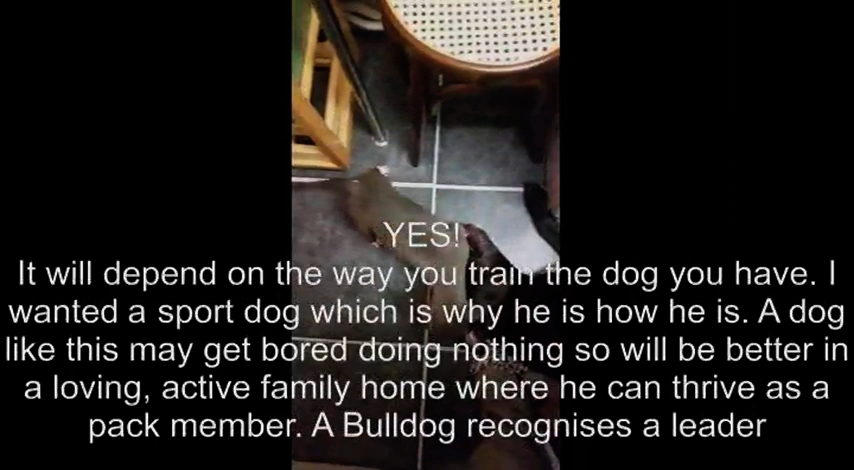 YES!
It will depend on the way you train the dog you have. I
wanted a sport dog which is why he is how he is. A dog
like this may get bored doing nothing so will be better in
a loving, active family home where he can thrive as a
pack member. A Bulldog recognises a leader